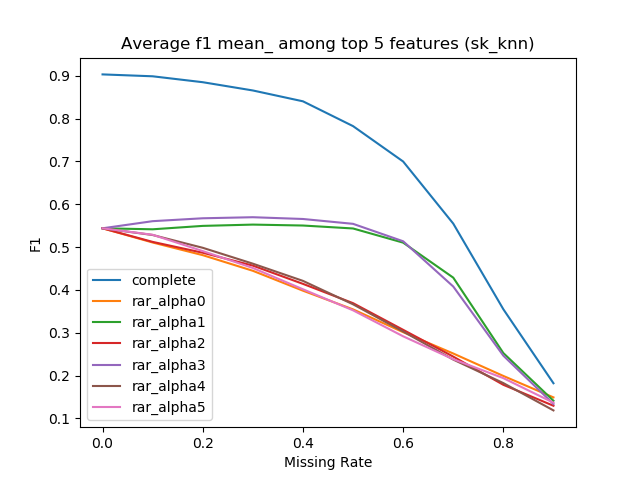 Average f1 mean_ among top 5 features (sk_knn)
F1
0.9
0.8
0.7
0.6
0.5
0.4
0.3
0.2
0.1
complete
rar_alpha0
rar_alpha1
rar_alpha2
rar_alpha3
rar_alpha4
rar_alpha5
0.0 0.2 0.4 0.6 0.8
Missing Rate